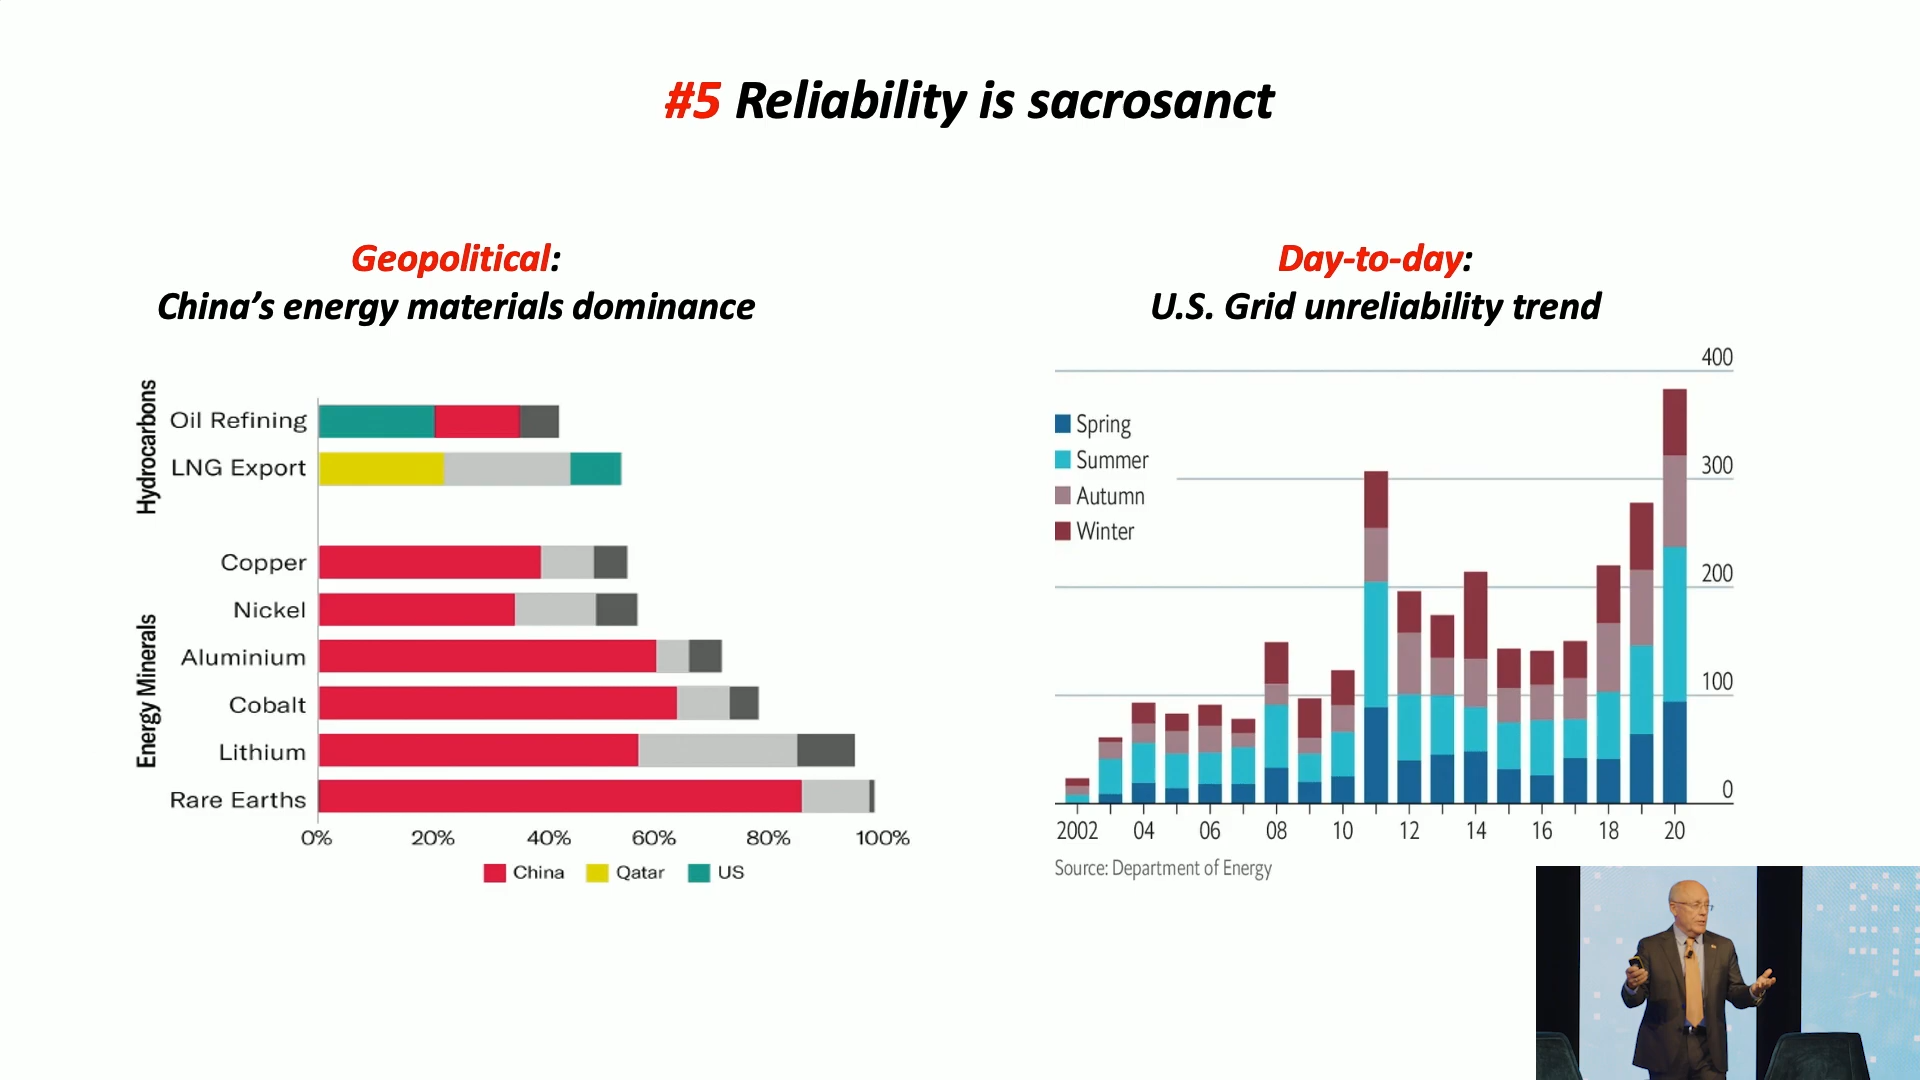 #5 Reliability is sacrosanct
Geopolitical:
China's energy materials dominance
Hydrocarbons
Oil Refining
LNG Export
Energy Minerals
Copper
Nickel
Aluminium
Cobalt
Lithium
Rare Earths
0% 20% 40% 60% 80% 100%
China Qatar US
Day-to-day:
U.S. Grid unreliability trend
400
300
200
100
0
Spring
Summer
Autumn
Winter
2002 04 06 08 10 12 14 16 18 20
Source: Department of Energy